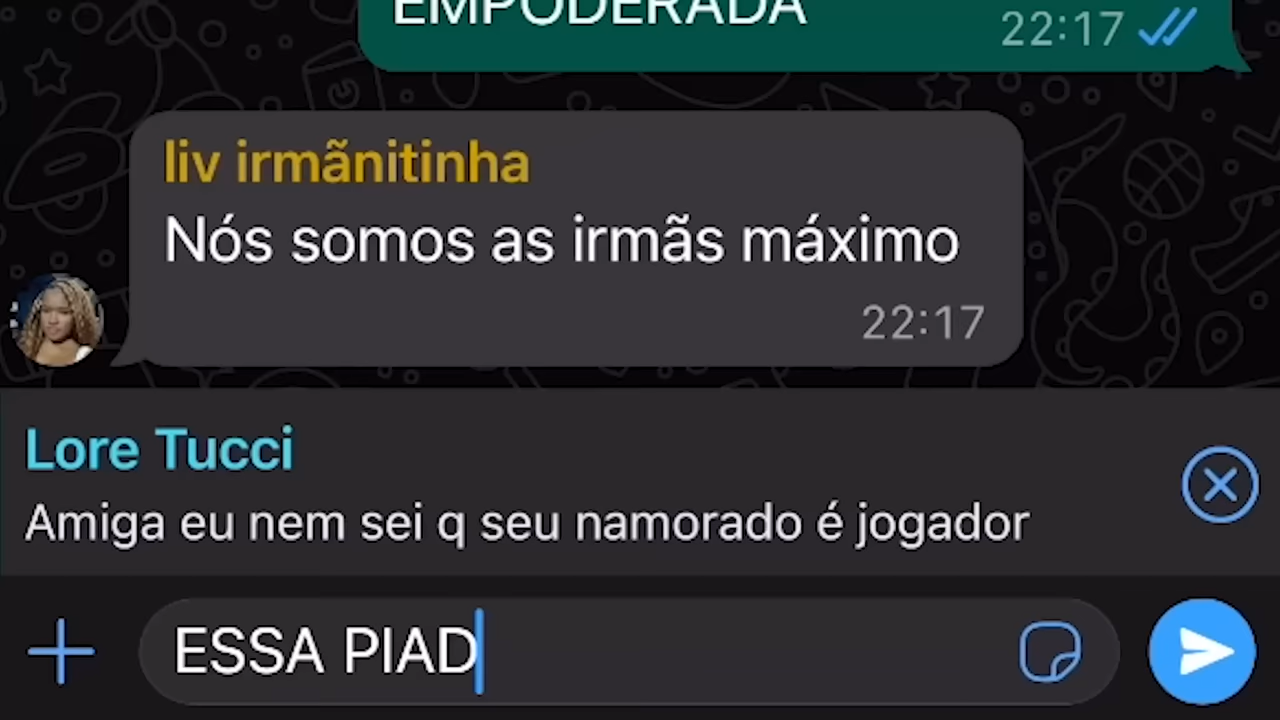 EMPODERADA
22:17
liv irmãnitinha
Nós somos as irmãs máximo
22:17
Lore Tucci
Amiga eu nem sei q seu namorado é jogador
ESSA PIAD